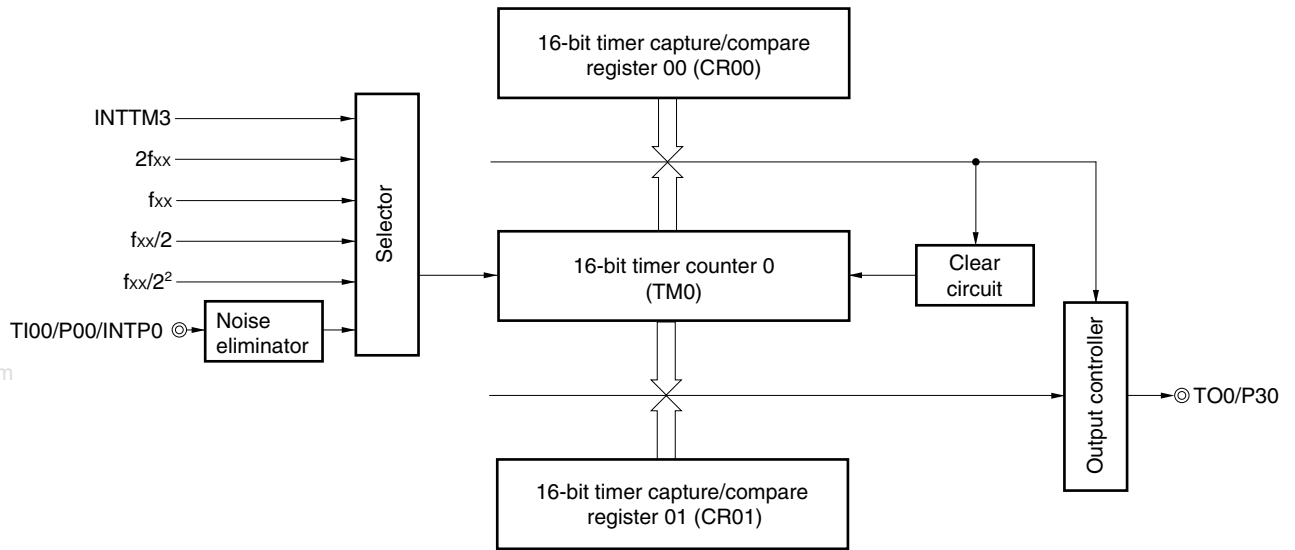 16-bit timer capture/compare
register 00 (CR00)
INTTM3
2fxx
fxx
fxx/2
fxx/2²
TI00/P00/INTP0
Noise
eliminator
Selector
16-bit timer counter 0
(TM0)
Clear
circuit
Output controller
TO0/P30
16-bit timer capture/compare
register 01 (CR01)
m